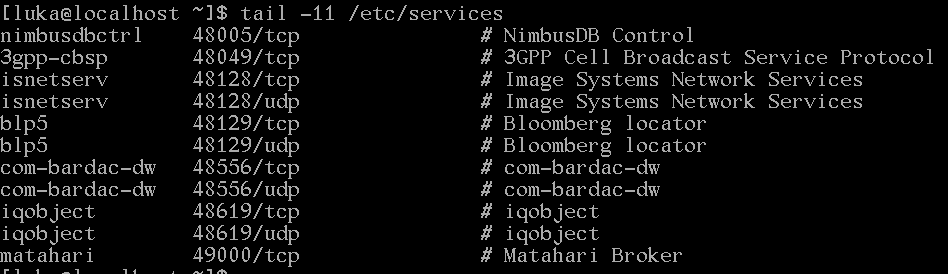 [luka@localhost ~]$ tail -11 /etc/services
nimbusdbctrl 48005/tcp # NimbusDB Control
3gpp-cbsp 48049/tcp # 3GPP Cell Broadcast Service Protocol
isnetserv 48128/tcp # Image Systems Network Services
isnetserv 48128/udp # Image Systems Network Services
blp5 48129/tcp # Bloomberg locator
blp5 48129/udp # Bloomberg locator
com-bardac-dw 48556/tcp # com-bardac-dw
com-bardac-dw 48556/udp # com-bardac-dw
iqobject 48619/tcp # iqobject
iqobject 48619/udp # iqobject
matahari 49000/tcp # Matahari Broker
[luka@localhost ~]$